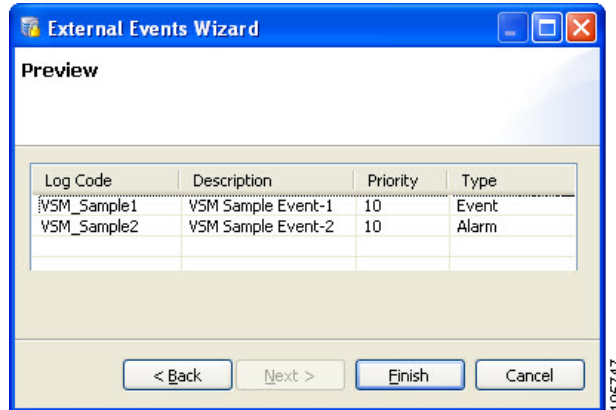 External Events Wizard
Preview
Log Code Description Priority Type
VSM_Sample1 VSM Sample Event-1 10 Event
VSM_Sample2 VSM Sample Event-2 10 Alarm
< Back Next > Finish Cancel